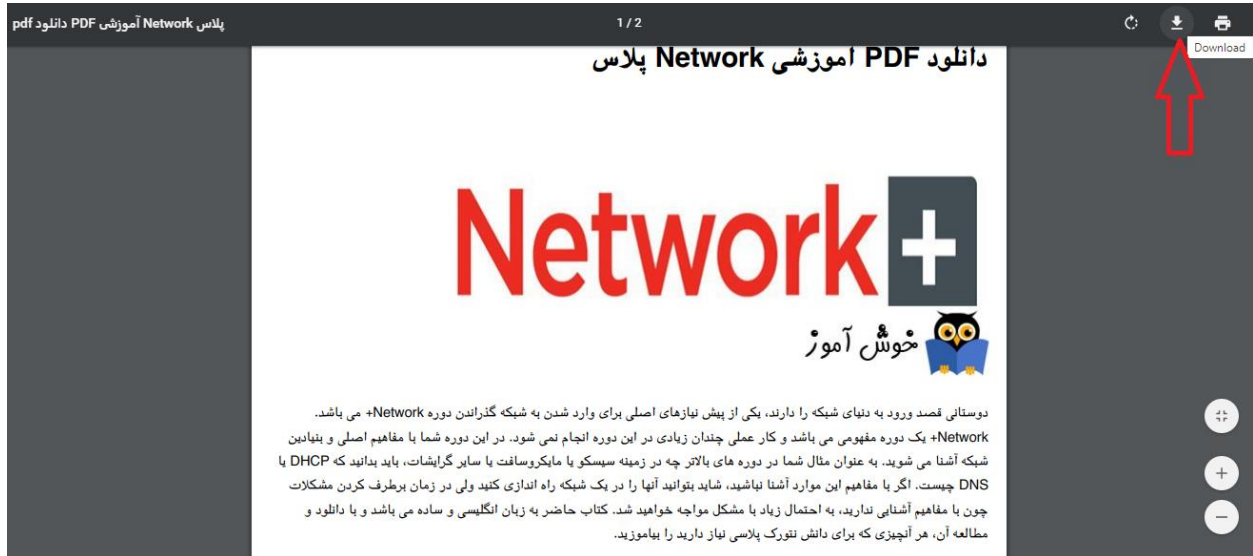 پلاس Network آموزشی PDF دانلود pdf
1 / 2
Download
دانلود PDF آموزشی Network پلاس
Network+
خوش آموز
دوستانی قصد ورود به دنیای شبکه را دارند، یکی از پیش نیازهای اصلی برای وارد شدن به شبکه گذراندن دوره Network+ می باشد.
Network+ یک دوره مفهومی می باشد و کار عملی چندان زیادی در این دوره انجام نمی شود. در این دوره شما با مفاهیم اصلی و بنیادین
شبکه آشنا می شوید. به عنوان مثال شما در دوره های بالاتر چه در زمینه سیسکو یا مایکروسافت یا سایر گرایشات، باید بدانید که DHCP یا
DNS چیست. اگر با مفاهیم این موارد آشنا نباشید، شاید بتوانید آنها را در یک شبکه راه اندازی کنید ولی در زمان برطرف کردن مشکلات
چون با مفاهیم آشنایی ندارید، به احتمال زیاد با مشکل مواجه خواهید شد. کتاب حاضر به زبان انگلیسی و ساده می باشد و با دانلود و
مطالعه آن، هر آنچیزی که برای دانش نتورک پلاسی نیاز دارید را بیاموزید.